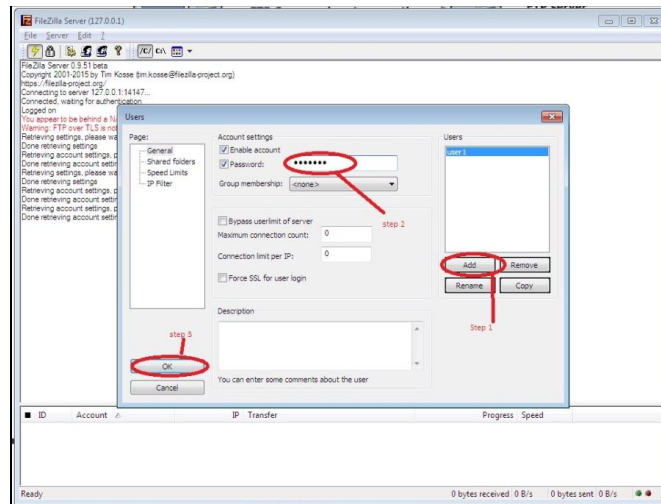 FTP Server
FileZilla Server (127.0.0.1)
File Server Edit ?
/C/ C:\
FileZilla Server 0.9.51 beta
Copyright 2001-2015 by Tim Kosse (tim.kosse@filezilla-project.org)
https://filezilla-project.org/
Connecting to server 127.0.0.1:14147...
Connected, waiting for authentication
Logged on
You appear to be behind a NA
Warning: FTP over TLS is not
Retrieving settings, please wa
Done retrieving settings
Retrieving account settings, p
Done retrieving account settin
Retrieving settings, please wa
Done retrieving settings
Retrieving account settings, p
Done retrieving account settin
Retrieving account settings, p
Done retrieving account settin
Users
Page:
General
Shared folders
Speed Limits
IP Filter
Account settings
Enable account
Password: •••••••
Group membership: <none>
step 2
Bypass userlimit of server
Maximum connection count: 0
Connection limit per IP: 0
Force SSL for user login
Description
You can enter some comments about the user
Users
user1
Add Remove
Rename Copy
Step 1
step 5
OK
Cancel
ID Account IP Transfer Progress Speed
Ready 0 bytes received 0 B/s 0 bytes sent 0 B/s